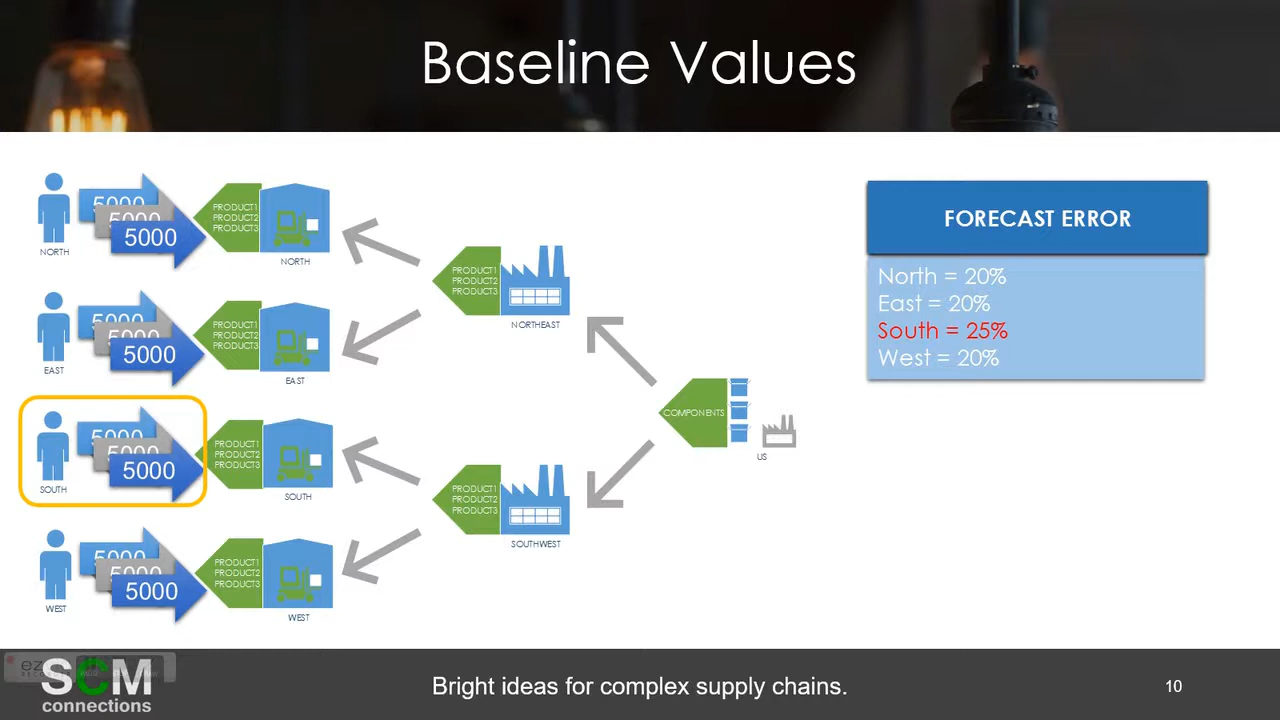 Baseline Values
5000
5000
5000
NORTH
PRODUCT1
PRODUCT2
PRODUCT3
NORTH
5000
5000
5000
EAST
PRODUCT1
PRODUCT2
PRODUCT3
EAST
5000
5000
5000
SOUTH
PRODUCT1
PRODUCT2
PRODUCT3
SOUTH
5000
5000
5000
WEST
PRODUCT1
PRODUCT2
PRODUCT3
WEST
PRODUCT1
PRODUCT2
PRODUCT3
NORTHEAST
PRODUCT1
PRODUCT2
PRODUCT3
SOUTHWEST
COMPONENTS
US
FORECAST ERROR
North = 20%
East = 20%
South = 25%
West = 20%
SCM
connections
Bright ideas for complex supply chains.
10